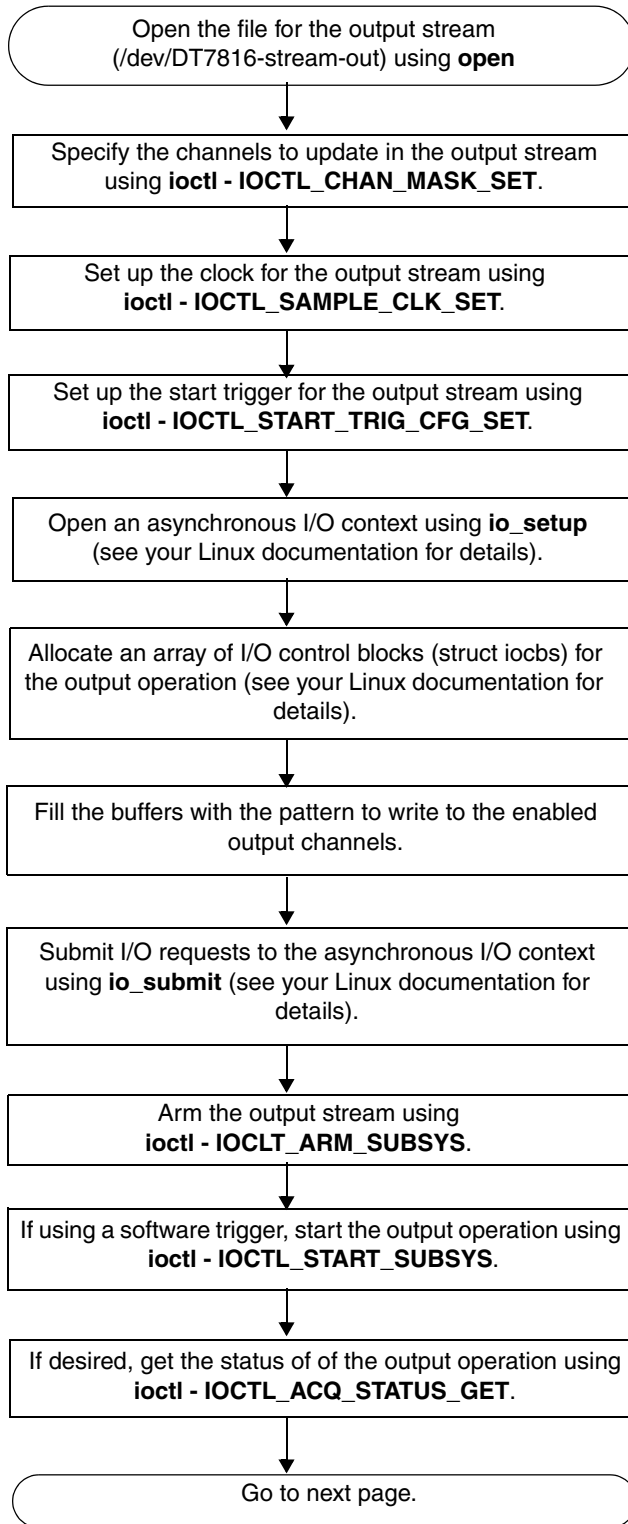 Open the file for the output stream
(/dev/DT7816-stream-out) using open
Specify the channels to update in the output stream
using ioctl - IOCTL_CHAN_MASK_SET.
Set up the clock for the output stream using
ioctl - IOCTL_SAMPLE_CLK_SET.
Set up the start trigger for the output stream using
ioctl - IOCTL_START_TRIG_CFG_SET.
Open an asynchronous I/O context using io_setup
(see your Linux documentation for details).
Allocate an array of I/O control blocks (struct iocbs) for
the output operation (see your Linux documentation for
details).
Fill the buffers with the pattern to write to the enabled
output channels.
Submit I/O requests to the asynchronous I/O context
using io_submit (see your Linux documentation for
details).
Arm the output stream using
ioctl - IOCLT_ARM_SUBSYS.
If using a software trigger, start the output operation using
ioctl - IOCTL_START_SUBSYS.
If desired, get the status of of the output operation using
ioctl - IOCTL_ACQ_STATUS_GET.
Go to next page.